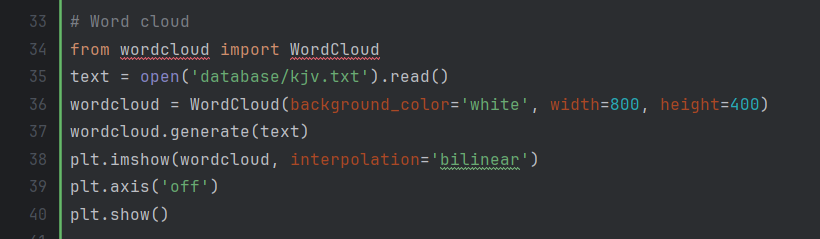 33 # Word cloud
34 from wordcloud import WordCloud
35 text = open('database/kjv.txt').read()
36 wordcloud = WordCloud(background_color='white', width=800, height=400)
37 wordcloud.generate(text)
38 plt.imshow(wordcloud, interpolation='bilinear')
39 plt.axis('off')
40 plt.show()